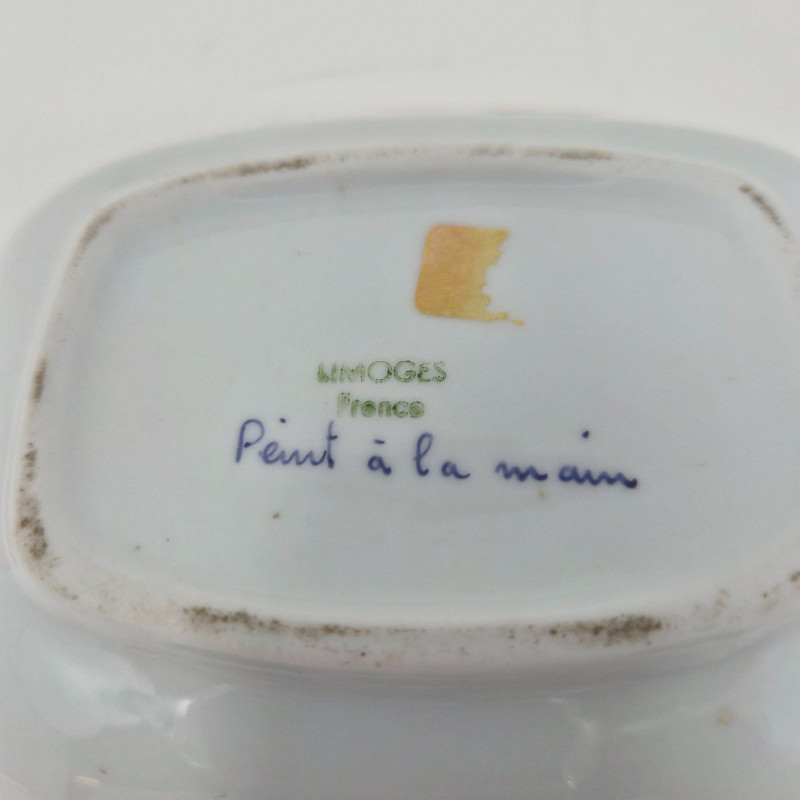 LIMOGES
France
Peint à la main